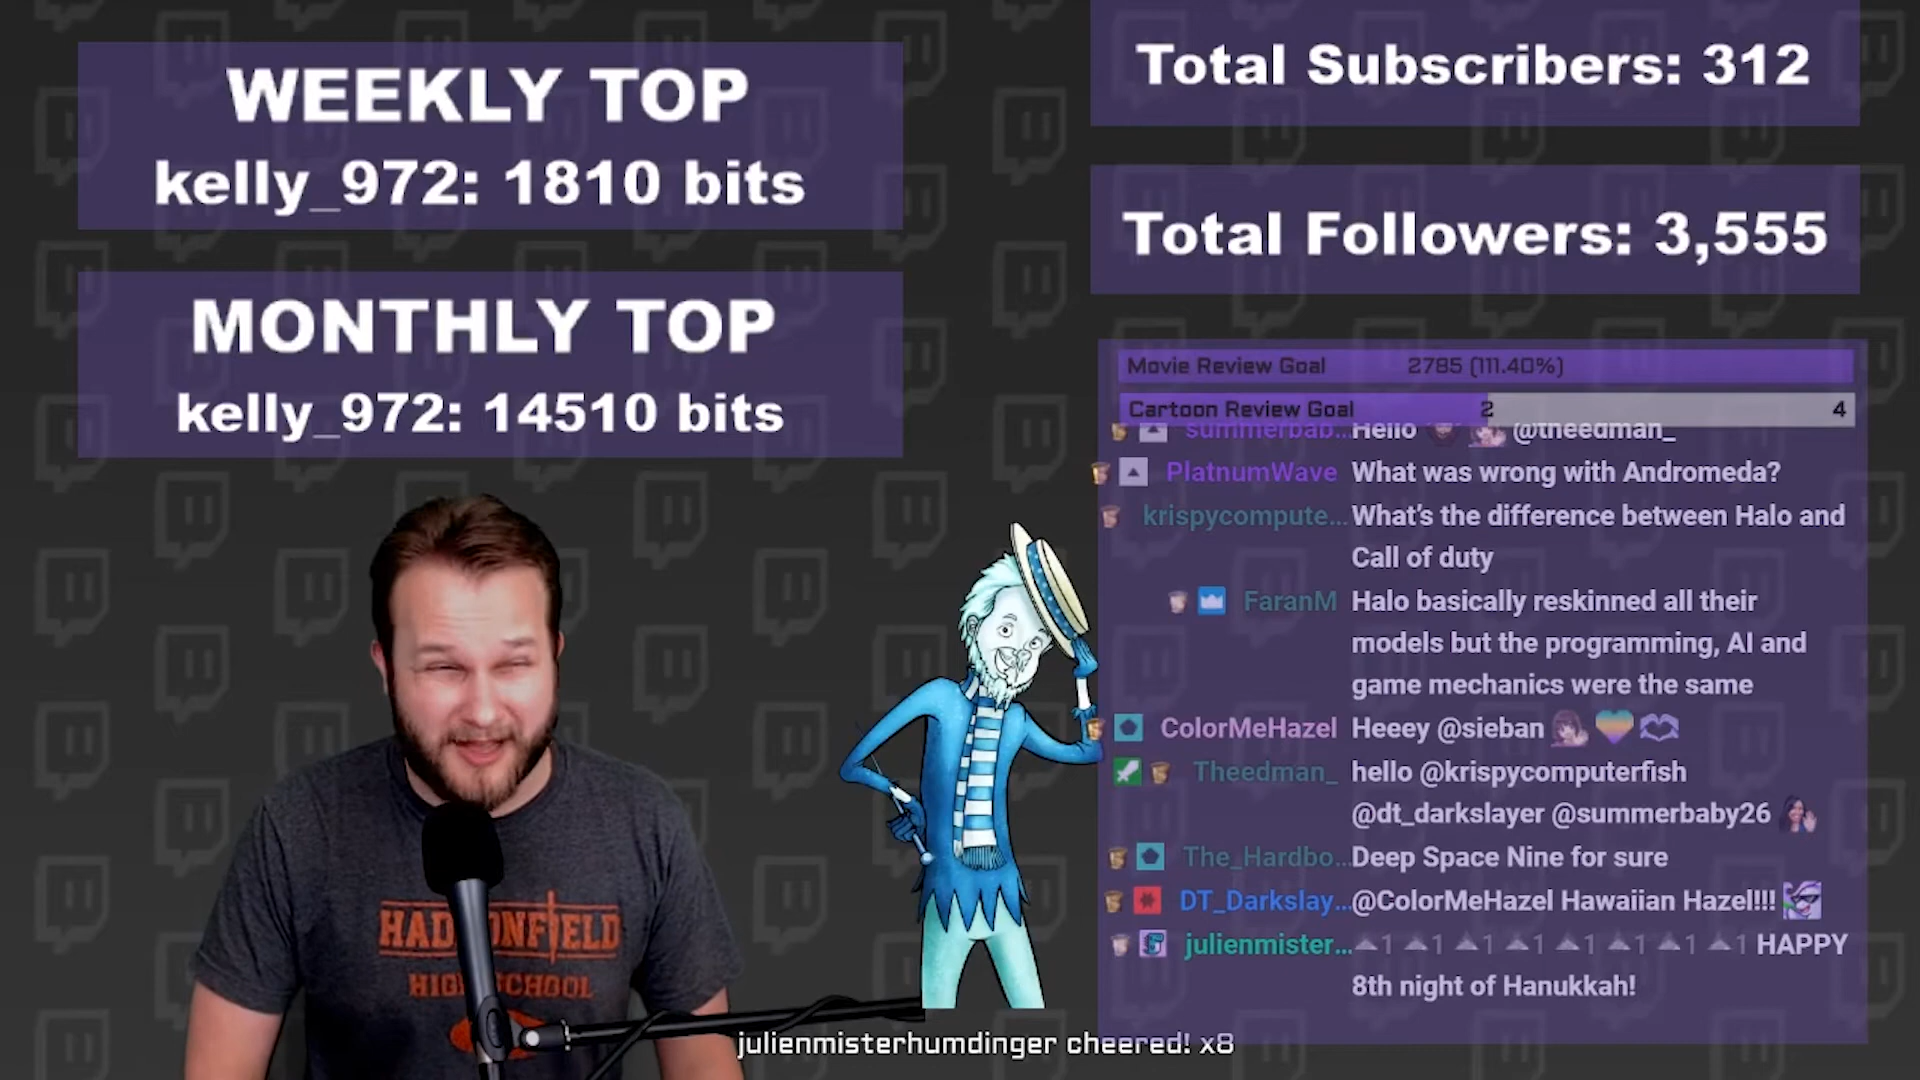 WEEKLY TOP
kelly_972: 1810 bits
MONTHLY TOP
kelly_972: 14510 bits
Total Subscribers: 312
Total Followers: 3,555
Movie Review Goal 2785 (111.40%)
Cartoon Review Goal 2 4
summerbab... Hello @theedman_
PlatnumWave What was wrong with Andromeda?
krispycompute... What's the difference between Halo and
Call of duty
FaranM Halo basically reskinned all their
models but the programming, AI and
game mechanics were the same
ColorMeHazel Heeey @sieban
Theedman_ hello @krispycomputerfish
@dt_darkslayer @summerbaby26
The_Hardbo... Deep Space Nine for sure
DT_Darkslay... @ColorMeHazel Hawaiian Hazel!!!
julienmister... 1 1 1 1 1 1 1 1 HAPPY
8th night of Hanukkah!
HADDONFIELD
HIGH SCHOOL
julienmisterhumdinger cheered! x8